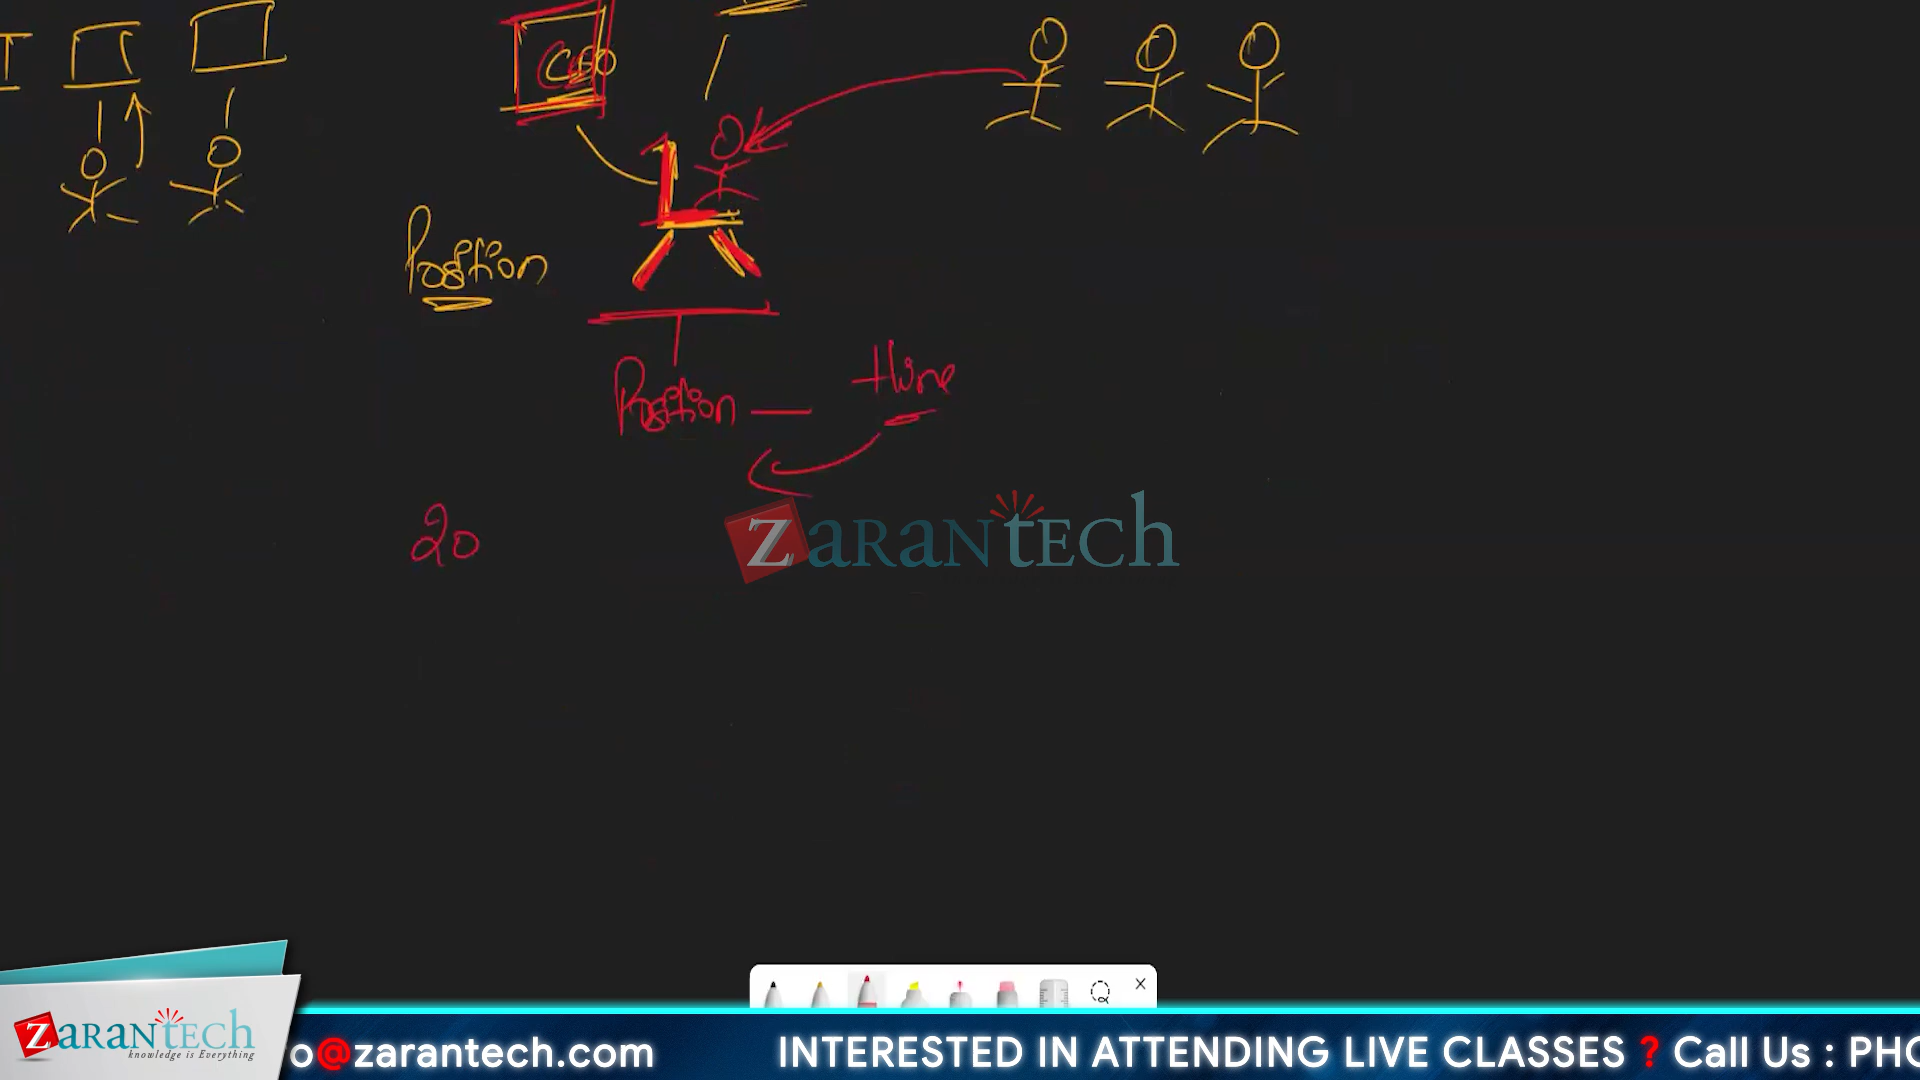 CEO
Position
Position — Hire
20
ZARANTECH
ZARANTECH
knowledge is Everything
o@zarantech.com INTERESTED IN ATTENDING LIVE CLASSES ? Call Us : PHO